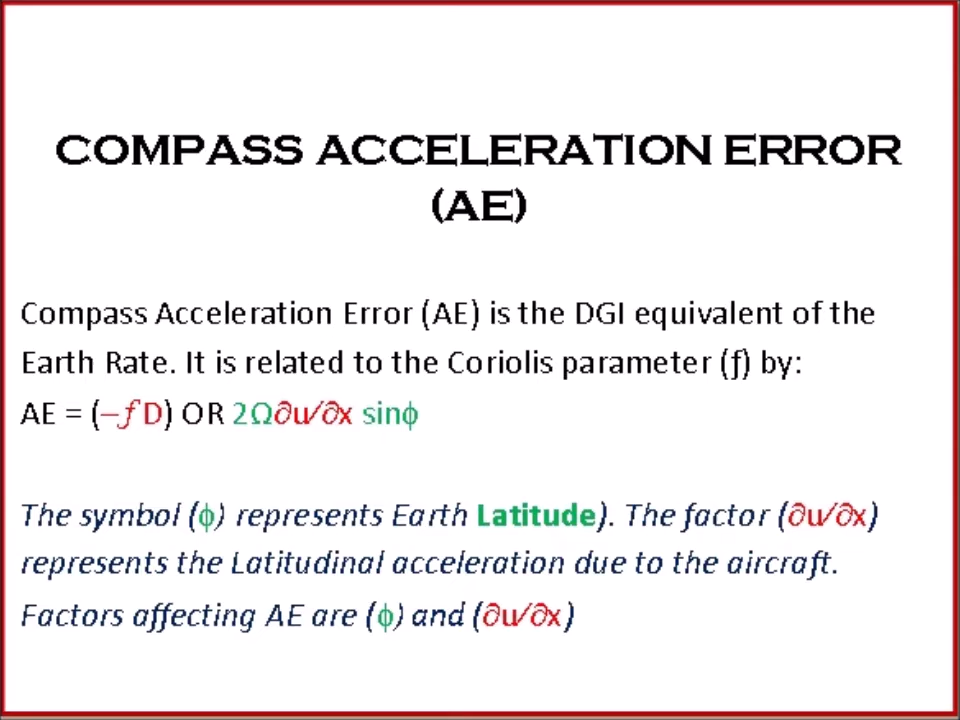 COMPASS ACCELERATION ERROR
(AE)
Compass Acceleration Error (AE) is the DGI equivalent of the
Earth Rate. It is related to the Coriolis parameter (ƒ) by:
AE = (−ƒD) OR 2Ω∂u/∂x sinϕ
The symbol (ϕ) represents Earth Latitude). The factor (∂u/∂x)
represents the Latitudinal acceleration due to the aircraft.
Factors affecting AE are (ϕ) and (∂u/∂x)